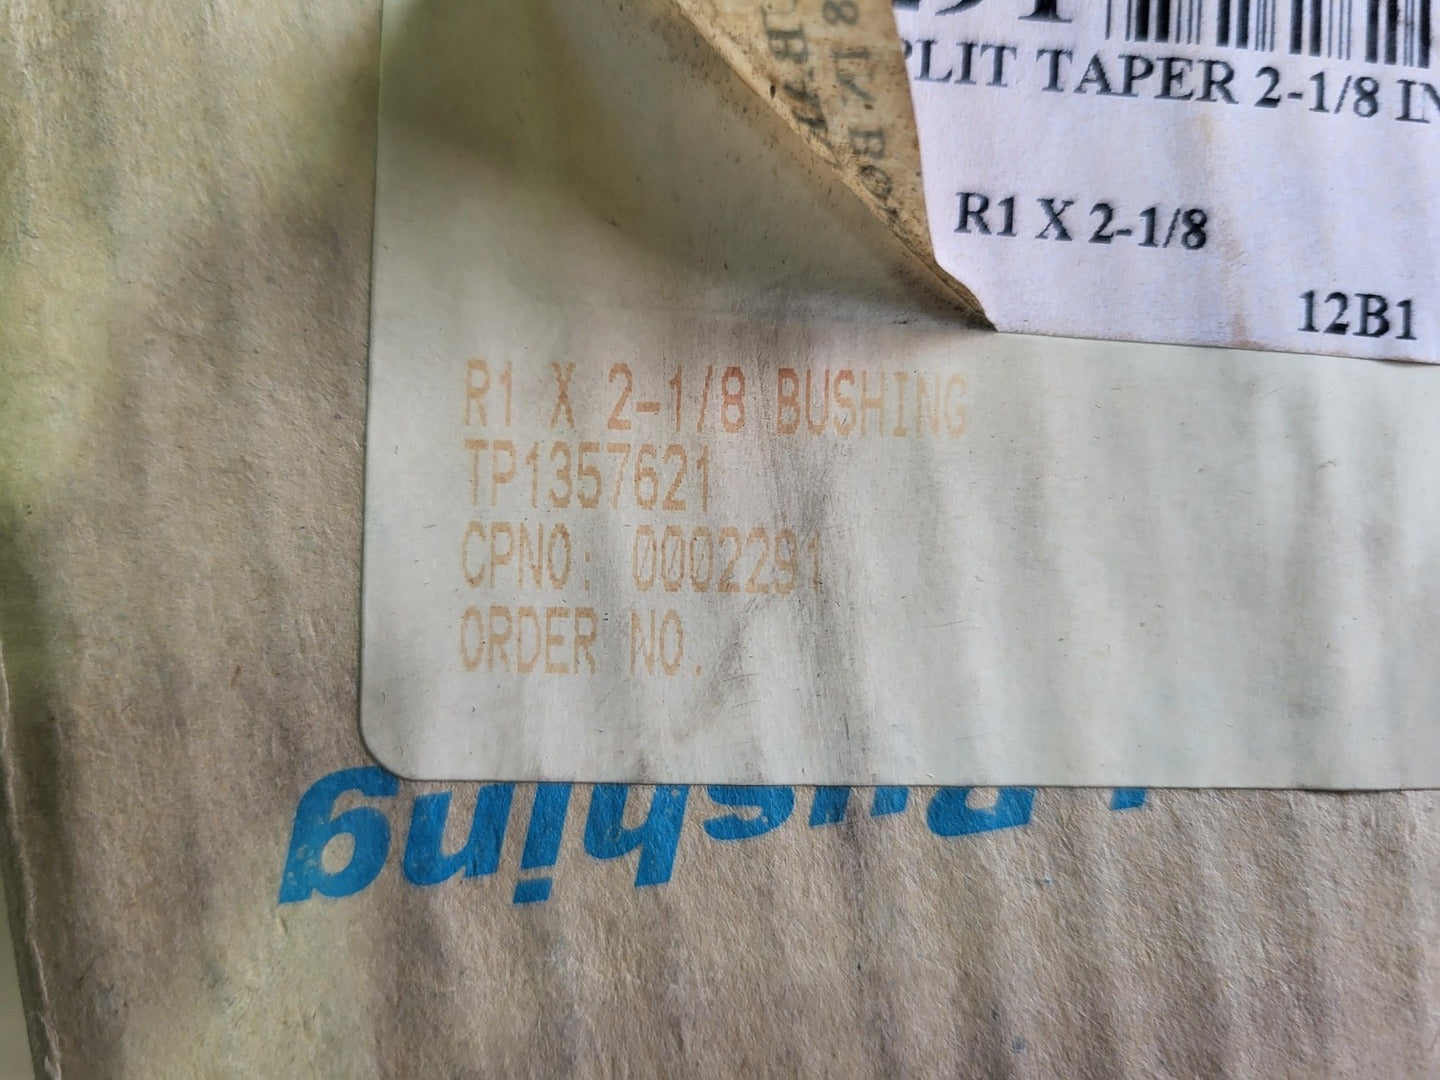 PLIT TAPER 2-1/8 IN
R1 X 2-1/8
12B1
R1 X 2-1/8 BUSHING
TP1357621
CPNO: 0002291
ORDER NO.
Bushing